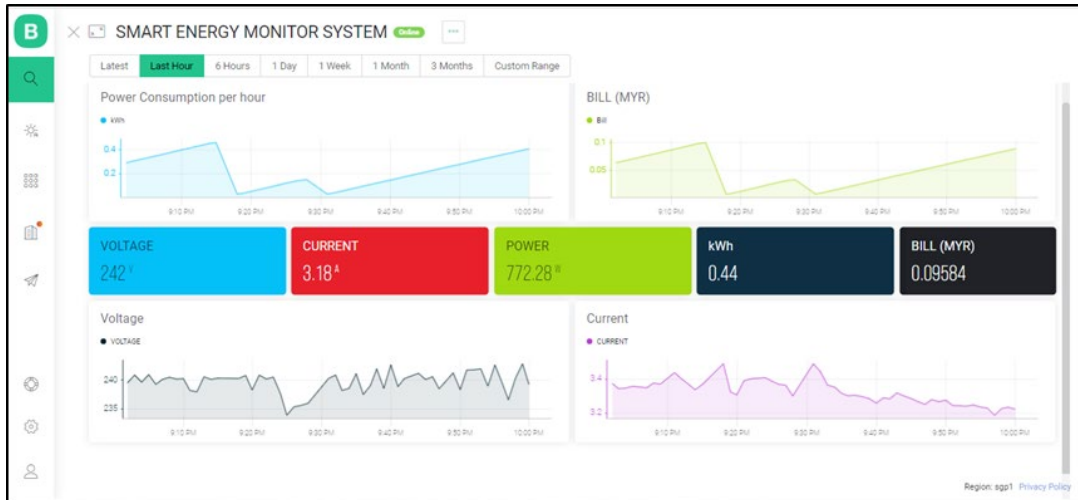 B
SMART ENERGY MONITOR SYSTEM Online
Latest Last Hour 6 Hours 1 Day 1 Week 1 Month 3 Months Custom Range
Power Consumption per hour
kWh
0.4
0.2
9:10 PM 9:20 PM 9:30 PM 9:40 PM 9:50 PM 10:00 PM
BILL (MYR)
Bill
0.1
0.05
9:10 PM 9:20 PM 9:30 PM 9:40 PM 9:50 PM 10:00 PM
VOLTAGE
242 V
CURRENT
3.18 A
POWER
772.28 W
kWh
0.44
BILL (MYR)
0.09584
Voltage
VOLTAGE
240
235
9:10 PM 9:20 PM 9:30 PM 9:40 PM 9:50 PM 10:00 PM
Current
CURRENT
3.4
3.2
9:10 PM 9:20 PM 9:30 PM 9:40 PM 9:50 PM 10:00 PM
Region: sgp1 Privacy Policy